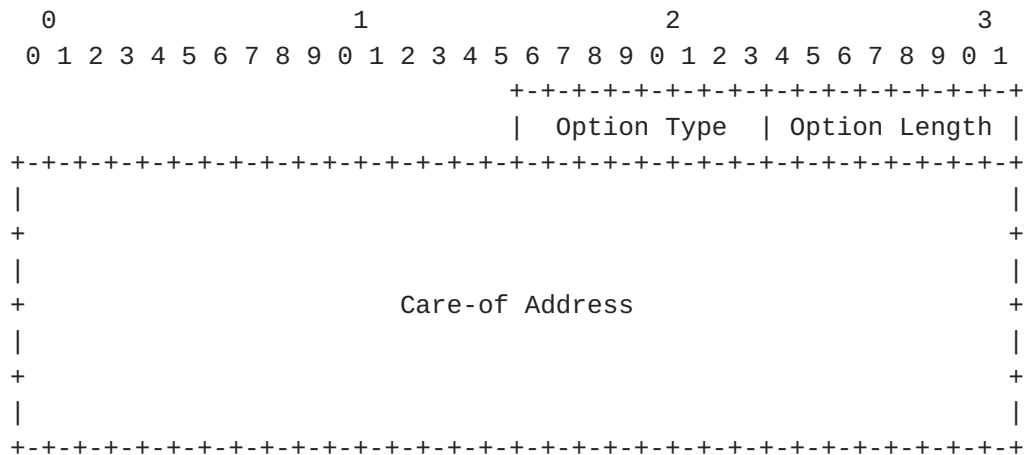 0                   1                   2                   3
 0 1 2 3 4 5 6 7 8 9 0 1 2 3 4 5 6 7 8 9 0 1 2 3 4 5 6 7 8 9 0 1
                                +-+-+-+-+-+-+-+-+-+-+-+-+-+-+-+-+
                                |  Option Type  | Option Length |
+-+-+-+-+-+-+-+-+-+-+-+-+-+-+-+-+-+-+-+-+-+-+-+-+-+-+-+-+-+-+-+-+
|                                                               |
+                                                               +
|                                                               |
+                        Care-of Address                        +
|                                                               |
+                                                               +
|                                                               |
+-+-+-+-+-+-+-+-+-+-+-+-+-+-+-+-+-+-+-+-+-+-+-+-+-+-+-+-+-+-+-+-+